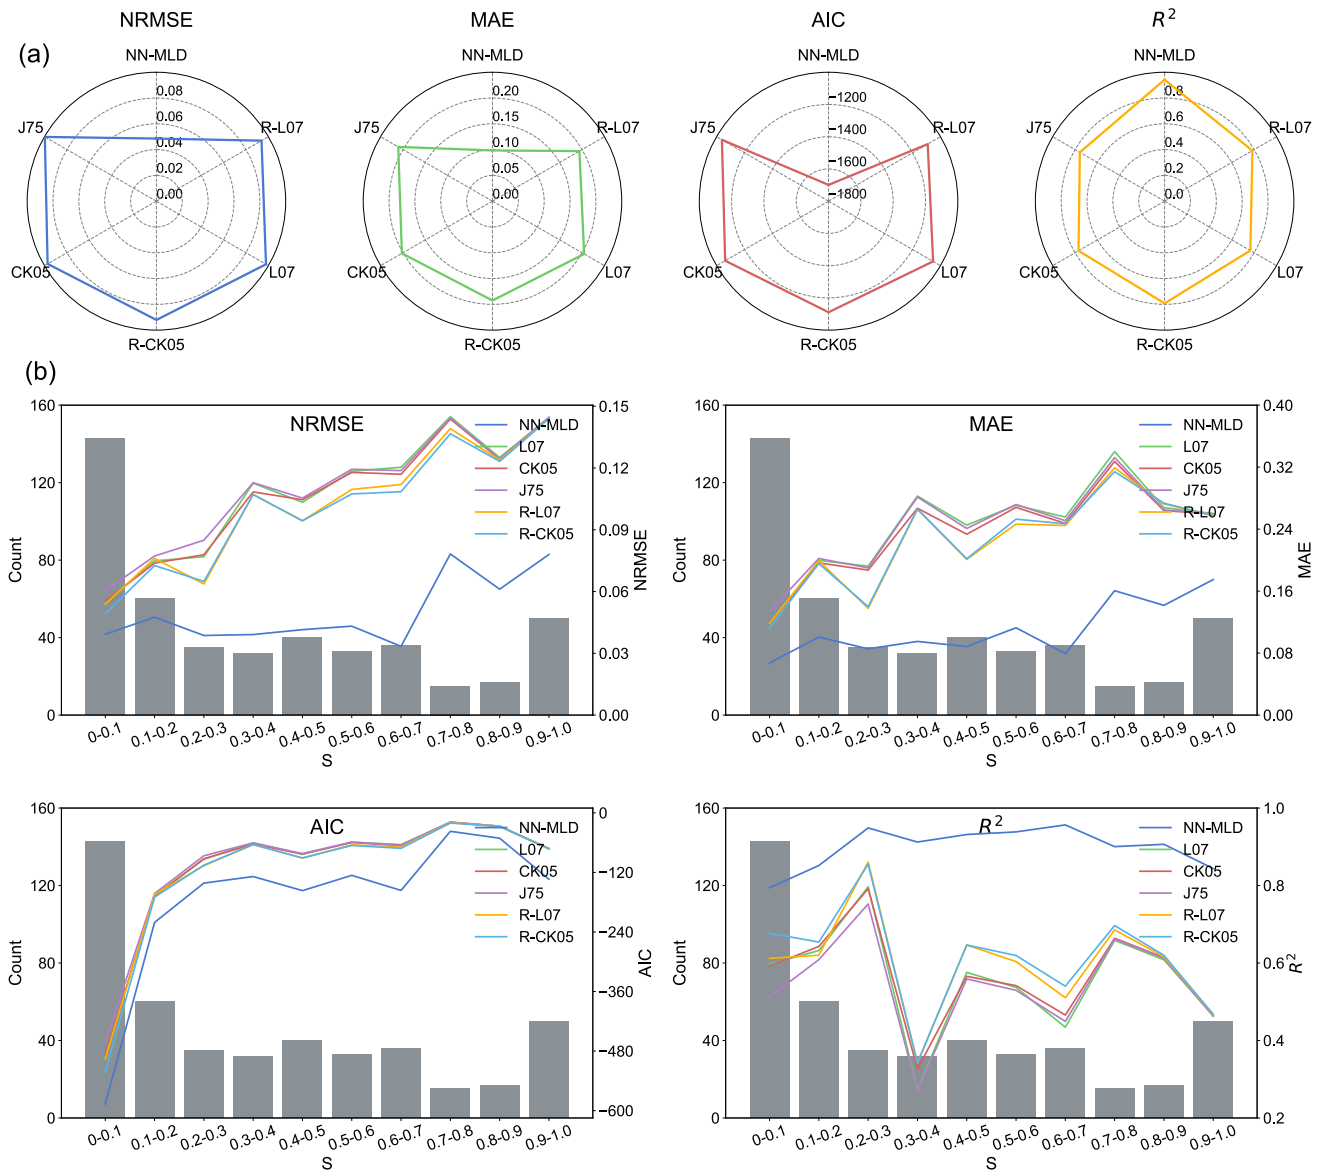 NRMSE
MAE
AIC
R²
(a)
NN-MLD
NN-MLD
NN-MLD
NN-MLD
0.08
0.06
0.04
0.02
0.00
J75
R-L07
CK05
L07
R-CK05
0.20
0.15
0.10
0.05
0.00
J75
R-L07
CK05
L07
R-CK05
−1200
−1400
−1600
−1800
J75
R-L07
CK05
L07
R-CK05
0.8
0.6
0.4
0.2
0.0
J75
R-L07
CK05
L07
R-CK05
(b)
NRMSE
160
120
80
40
0
Count
0.15
0.12
0.09
0.06
0.03
0.00
NRMSE
NN-MLD
L07
CK05
J75
R-L07
R-CK05
0-0.1
0.1-0.2
0.2-0.3
0.3-0.4
0.4-0.5
0.5-0.6
0.6-0.7
0.7-0.8
0.8-0.9
0.9-1.0
S
MAE
160
120
80
40
0
Count
0.40
0.32
0.24
0.16
0.08
0.00
MAE
NN-MLD
L07
CK05
J75
R-L07
R-CK05
0-0.1
0.1-0.2
0.2-0.3
0.3-0.4
0.4-0.5
0.5-0.6
0.6-0.7
0.7-0.8
0.8-0.9
0.9-1.0
S
AIC
160
120
80
40
0
Count
0
−120
−240
−360
−480
−600
AIC
NN-MLD
L07
CK05
J75
R-L07
R-CK05
0-0.1
0.1-0.2
0.2-0.3
0.3-0.4
0.4-0.5
0.5-0.6
0.6-0.7
0.7-0.8
0.8-0.9
0.9-1.0
S
R²
160
120
80
40
0
Count
1.0
0.8
0.6
0.4
0.2
R²
NN-MLD
L07
CK05
J75
R-L07
R-CK05
0-0.1
0.1-0.2
0.2-0.3
0.3-0.4
0.4-0.5
0.5-0.6
0.6-0.7
0.7-0.8
0.8-0.9
0.9-1.0
S